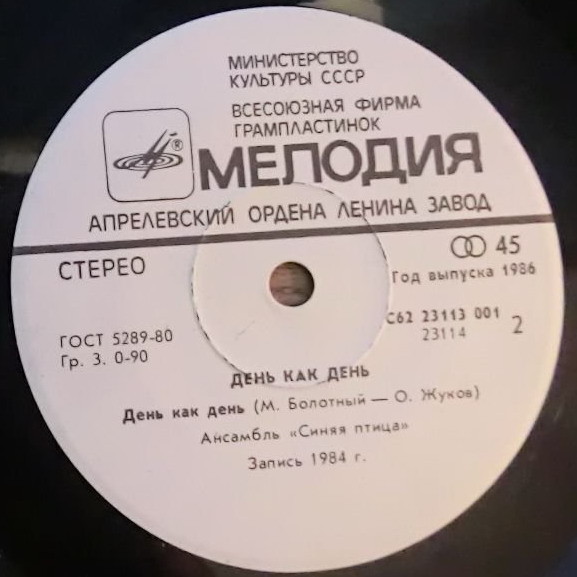 МИНИСТЕРСТВО
КУЛЬТУРЫ СССР
ВСЕСОЮЗНАЯ ФИРМА
ГРАМПЛАСТИНОК
®
МЕЛОДИЯ
АПРЕЛЕВСКИЙ ОРДЕНА ЛЕНИНА ЗАВОД
СТЕРЕО
45
Год выпуска 1986
ГОСТ 5289-80
Гр. 3. 0-90
С62 23113 001
23114
2
ДЕНЬ КАК ДЕНЬ
День как день (М. Болотный — О. Жуков)
Ансамбль «Синяя птица»
Запись 1984 г.